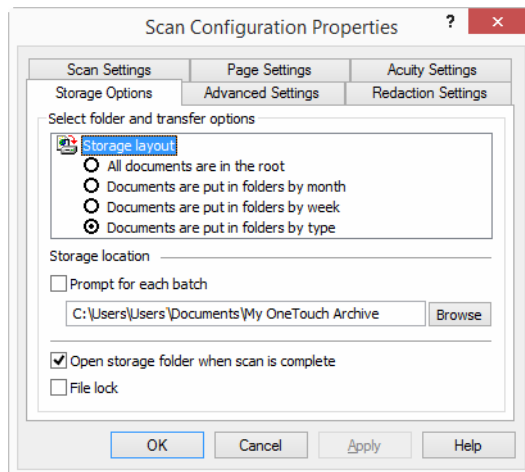 Scan Configuration Properties ? ×
Scan Settings Page Settings Acuity Settings
Storage Options Advanced Settings Redaction Settings
Select folder and transfer options
Storage layout
All documents are in the root
Documents are put in folders by month
Documents are put in folders by week
Documents are put in folders by type
Storage location
Prompt for each batch
C:\Users\Users\Documents\My OneTouch Archive Browse
Open storage folder when scan is complete
File lock
OK Cancel Apply Help